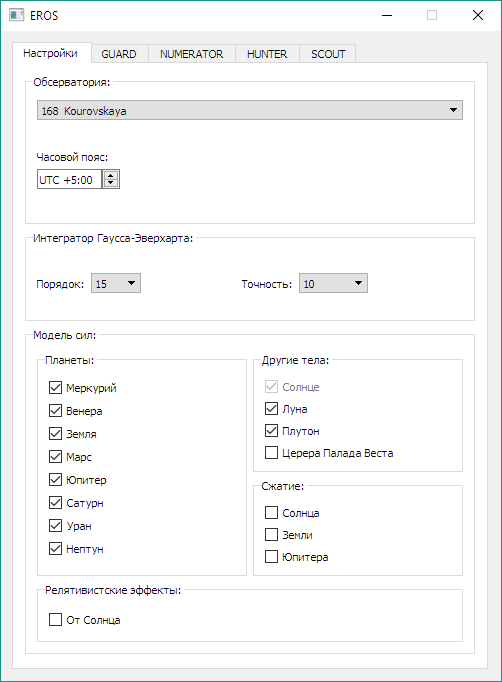 EROS
Настройки GUARD NUMERATOR HUNTER SCOUT
Обсерватория:
168 Kourovskaya
Часовой пояс:
UTC +5:00
Интегратор Гаусса-Эверхарта:
Порядок: 15 Точность: 10
Модель сил:
Планеты:
Меркурий
Венера
Земля
Марс
Юпитер
Сатурн
Уран
Нептун
Другие тела:
Солнце
Луна
Плутон
Церера Палада Веста
Сжатие:
Солнца
Земли
Юпитера
Релятивистские эффекты:
От Солнца